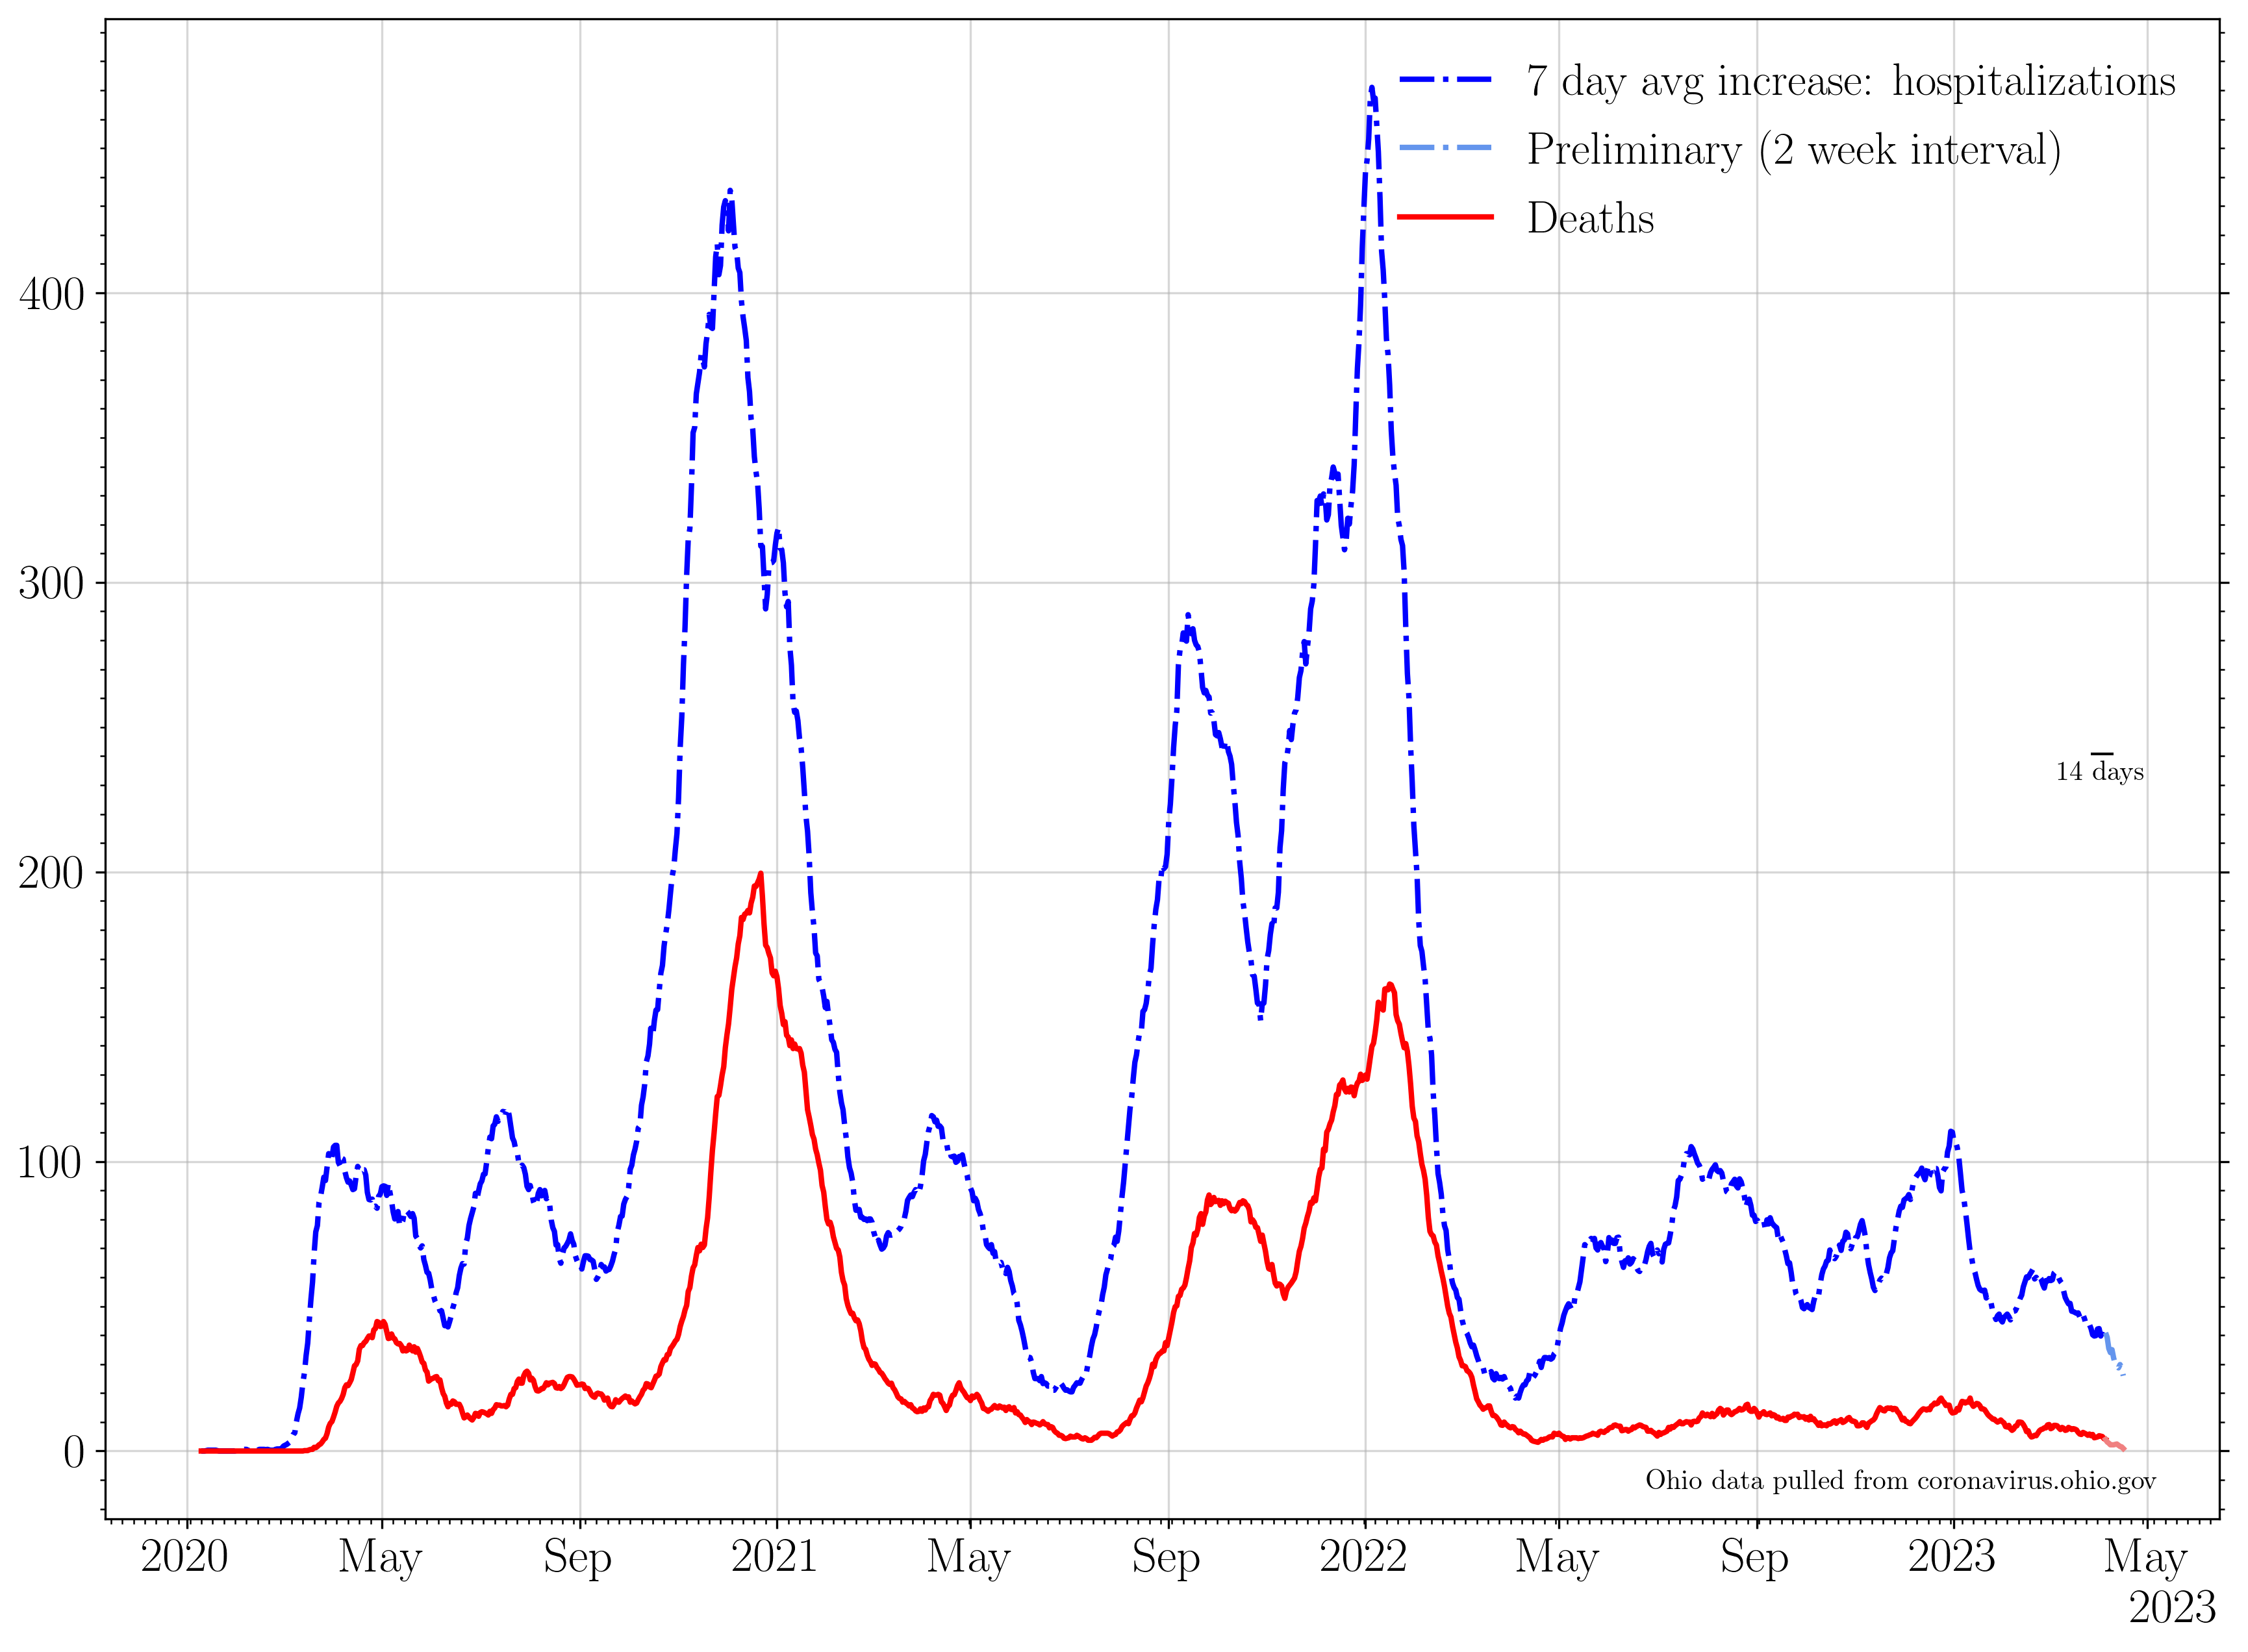 7 day avg increase: hospitalizations
Preliminary (2 week interval)
Deaths
400
300
14 days
200
100
0
Ohio data pulled from coronavirus.ohio.gov
2020 May Sep 2021 May Sep 2022 May Sep 2023 May
2023